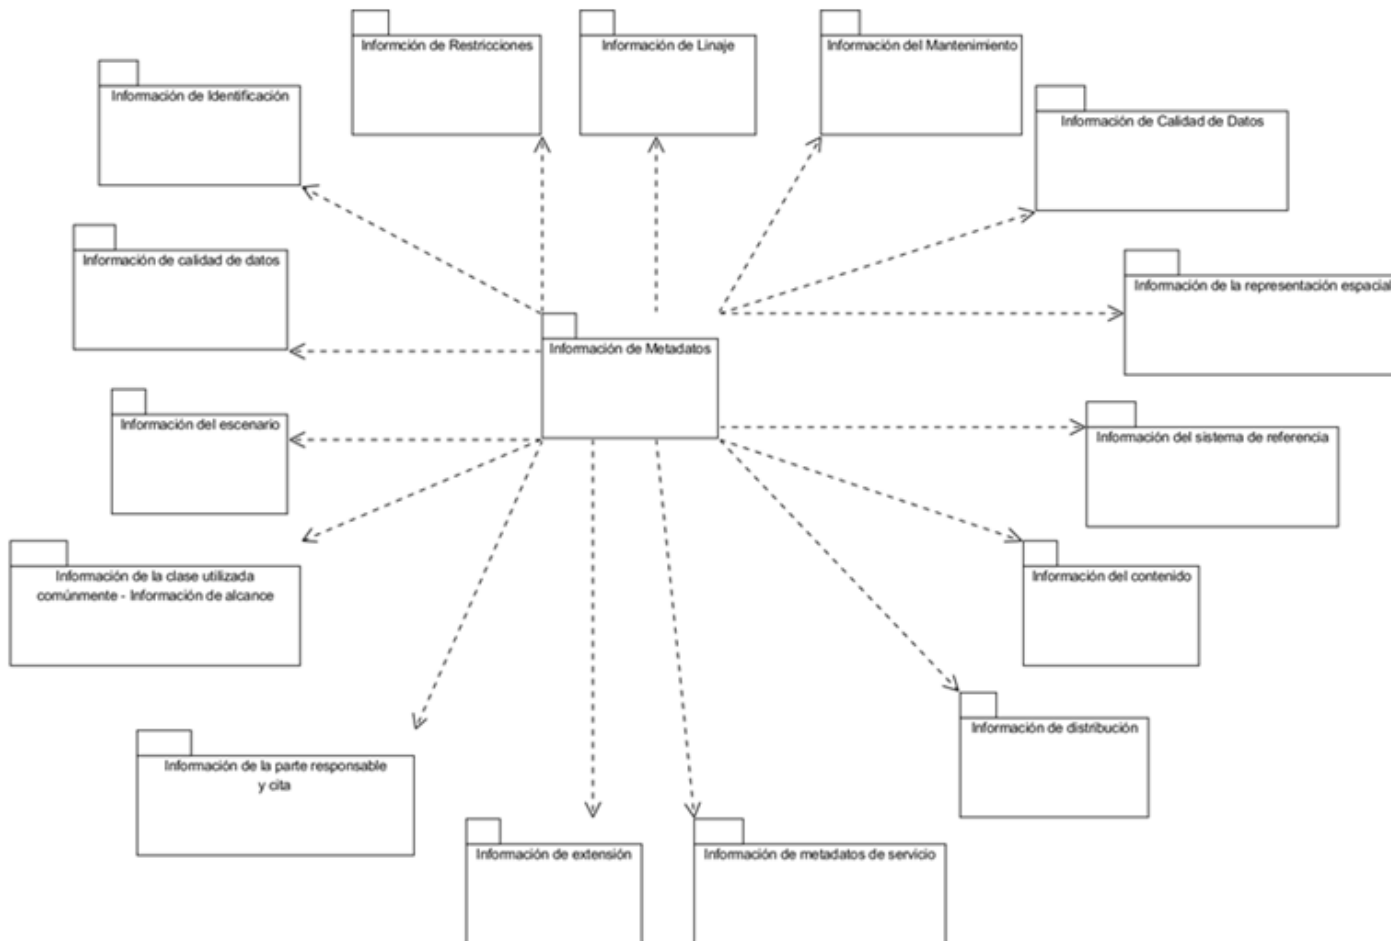 Informción de Restricciones
Información de Linaje
Información del Mantenimiento
Información de Identificación
Información de Calidad de Datos
Información de calidad de datos
Información de la representación espacial
Información de Metadatos
Información del escenario
Información del sistema de referencia
Información de la clase utilizada
comúnmente - Información de alcance
Información del contenido
Información de distribución
Información de la parte responsable
y cita
Información de extensión
Información de metadatos de servicio